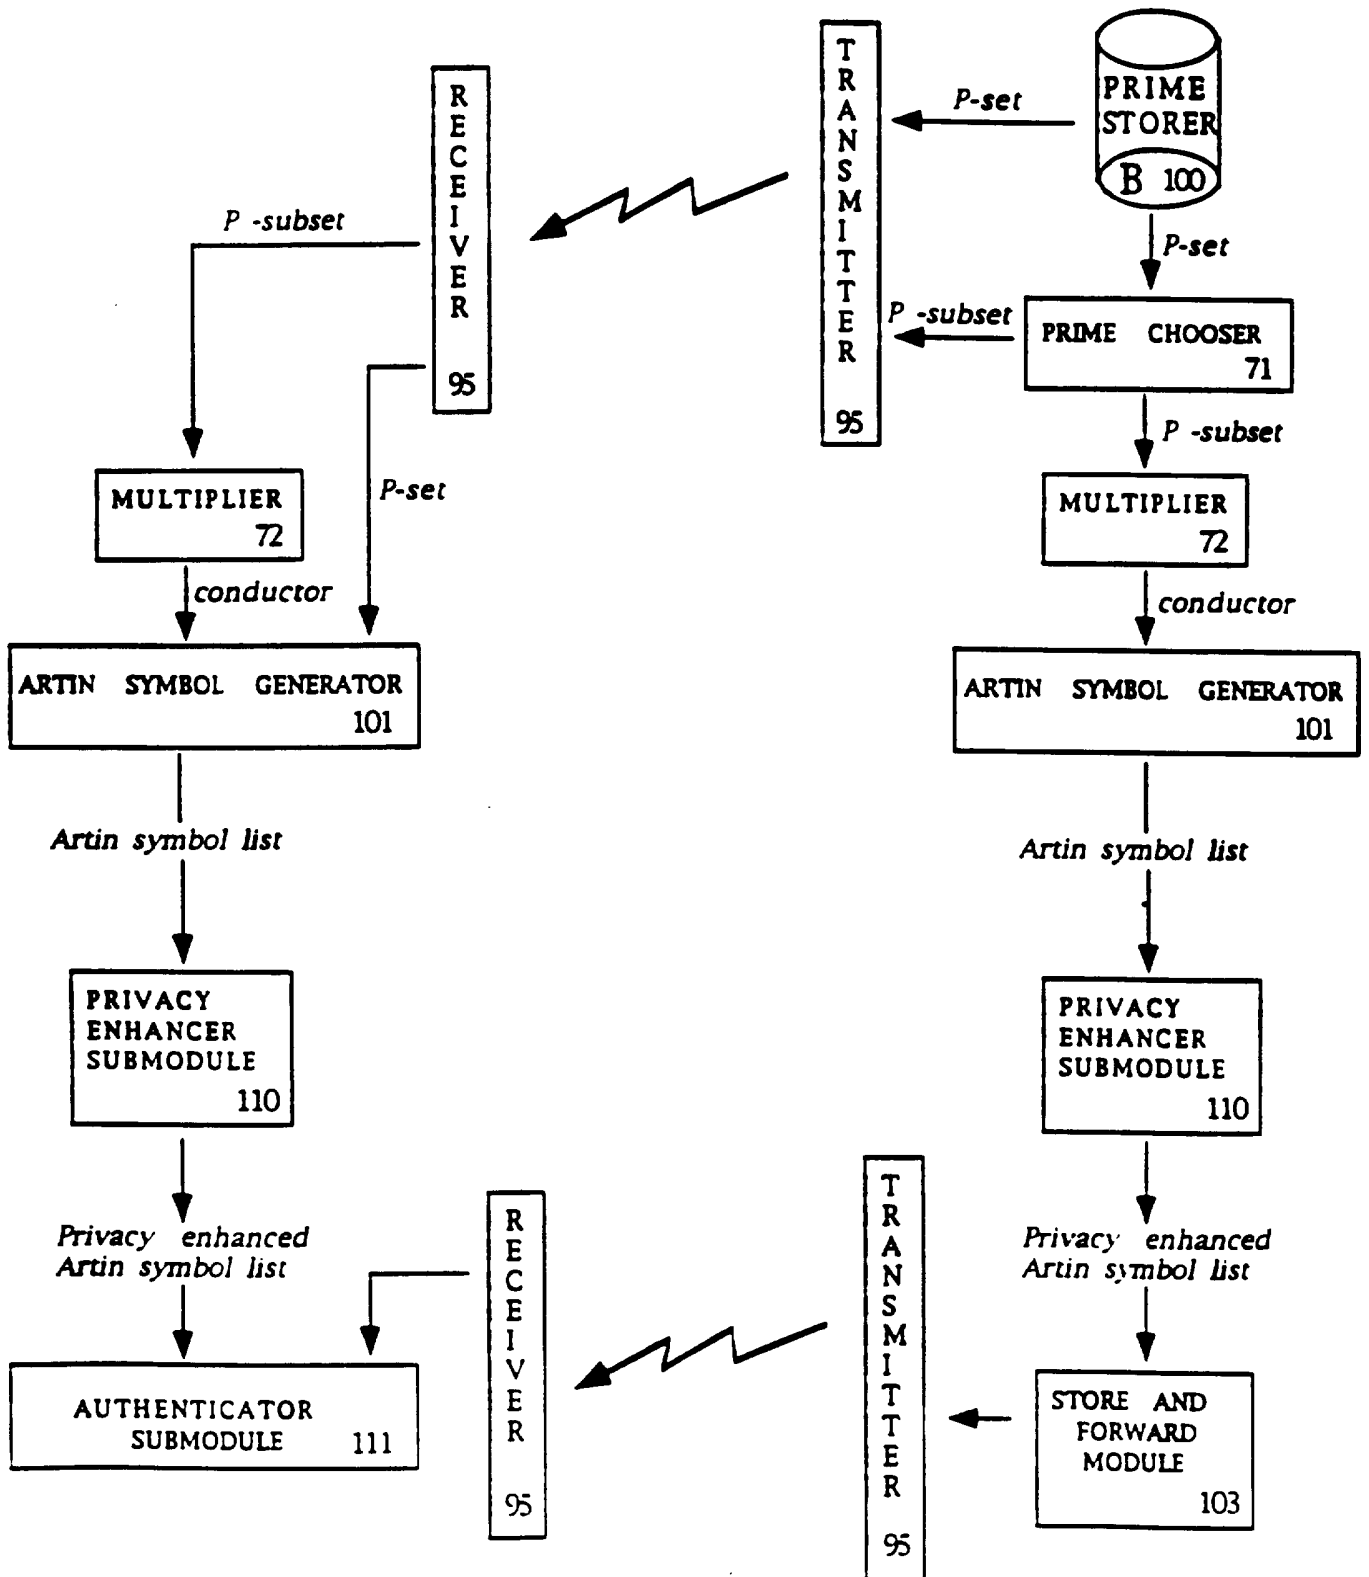 PRIME
STORER
B 100
P-set
TRANSMITTER 95
P-set
RECEIVER 95
P -subset
P -subset
PRIME CHOOSER
71
P -subset
P-set
MULTIPLIER
72
MULTIPLIER
72
conductor
conductor
ARTIN SYMBOL GENERATOR
101
ARTIN SYMBOL GENERATOR
101
Artin symbol list
Artin symbol list
PRIVACY
ENHANCER
SUBMODULE
110
PRIVACY
ENHANCER
SUBMODULE
110
Privacy enhanced
Artin symbol list
Privacy enhanced
Artin symbol list
RECEIVER 95
TRANSMITTER 95
AUTHENTICATOR
SUBMODULE 111
STORE AND
FORWARD
MODULE
103